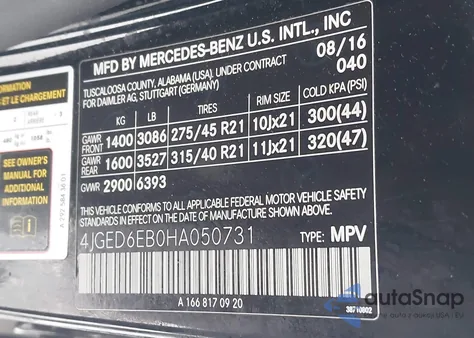 MFD BY MERCEDES-BENZ U.S. INTL., INC
TUSCALOOSA COUNTY, ALABAMA (USA), UNDER CONTRACT
FOR DAIMLER AG, STUTTGART (GERMANY)
08/16
040
KG LB TIRES RIM SIZE COLD KPA (PSI)
GAWR FRONT 1400 3086 275/45 R21 10Jx21 300(44)
GAWR REAR 1600 3527 315/40 R21 11Jx21 320(47)
GVWR 2900 6393
THIS VEHICLE CONFORMS TO ALL APPLICABLE FEDERAL MOTOR VEHICLE SAFETY
STANDARDS IN EFFECT ON THE DATE OF MANUFACTURE SHOWN ABOVE.
4JGED6EB0HA050731 TYPE: MPV
A 166 817 09 20
ET LE CHARGEMENT
SEE OWNER'S
MANUAL FOR
ADDITIONAL
INFORMATION
autoSnap